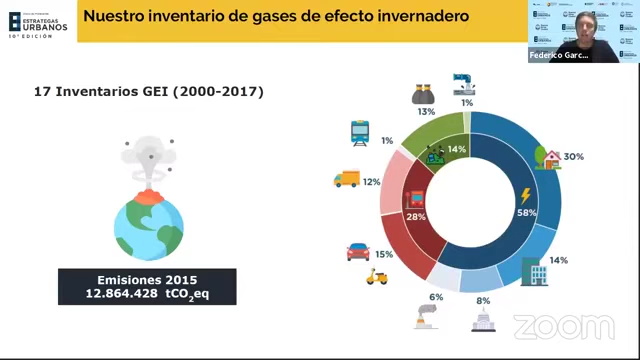 ESTRATEGAS
URBANOS
10ª EDICIÓN
Nuestro inventario de gases de efecto invernadero
Federico Garc...
17 Inventarios GEI (2000-2017)
Emisiones 2015
12.864.428 tCO2eq
1%
13%
1%
14%
30%
12%
28%
58%
15%
14%
6%
8%
zoom